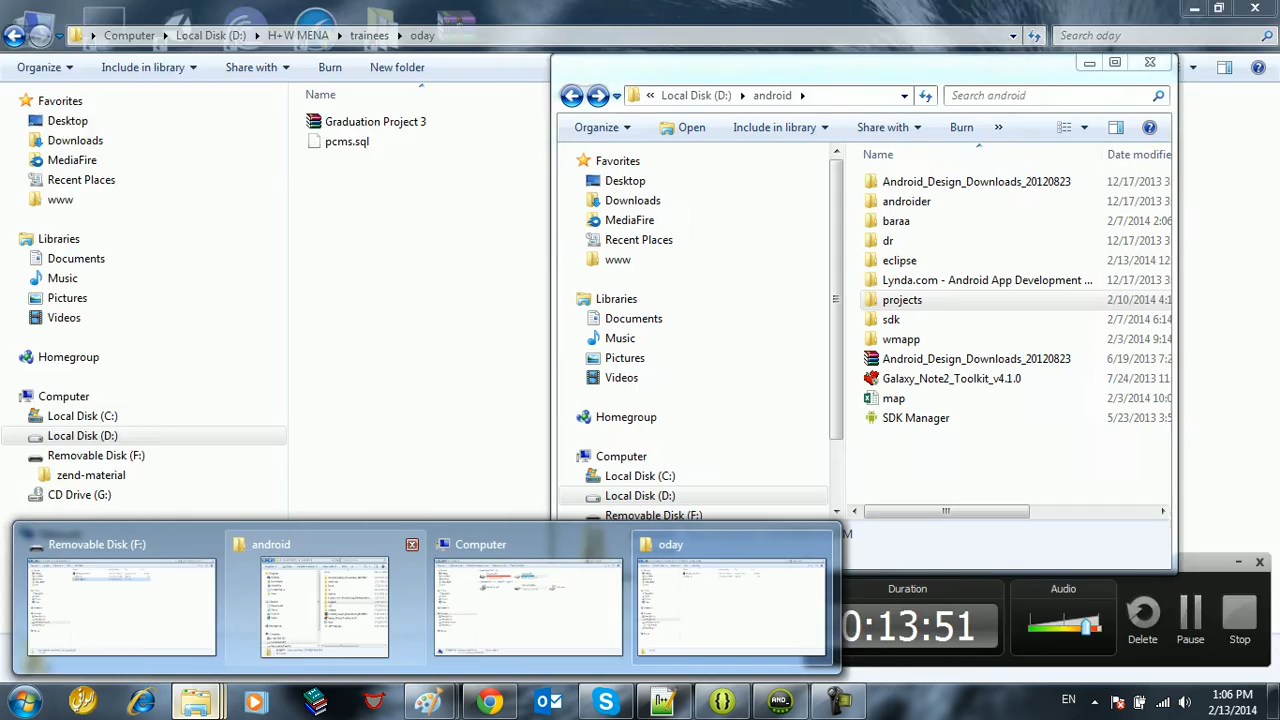 Computer Local Disk (D:) H+W MENA trainees oday Search oday
Organize Include in library Share with Burn New folder
Favorites
Desktop
Downloads
MediaFire
Recent Places
www
Libraries
Documents
Music
Pictures
Videos
Homegroup
Computer
Local Disk (C:)
Local Disk (D:)
Removable Disk (F:)
zend-material
CD Drive (G:)
Name
Graduation Project 3
pcms.sql
« Local Disk (D:) android Search android
Organize Open Include in library Share with Burn »
Favorites
Desktop
Downloads
MediaFire
Recent Places
www
Libraries
Documents
Music
Pictures
Videos
Homegroup
Computer
Local Disk (C:)
Local Disk (D:)
Removable Disk (F:)
Name Date modifie
Android_Design_Downloads_20120823 12/17/2013 3
androider 12/17/2013 3
baraa 2/7/2014 2:06
dr 12/17/2013 3
eclipse 2/13/2014 12:
Lynda.com - Android App Development ... 12/17/2013 3
projects 2/10/2014 4:1
sdk 2/7/2014 6:14
wmapp 2/3/2014 9:14
Android_Design_Downloads_20120823 6/19/2013 7:2
Galaxy_Note2_Toolkit_v4.1.0 7/24/2013 11
map 2/3/2014 9:0
SDK Manager 5/23/2013 3:5
Removable Disk (F:) android Computer oday
M
Duration Audio
0:13:51
Delete Pause Stop
EN 1:06 PM
2/13/2014